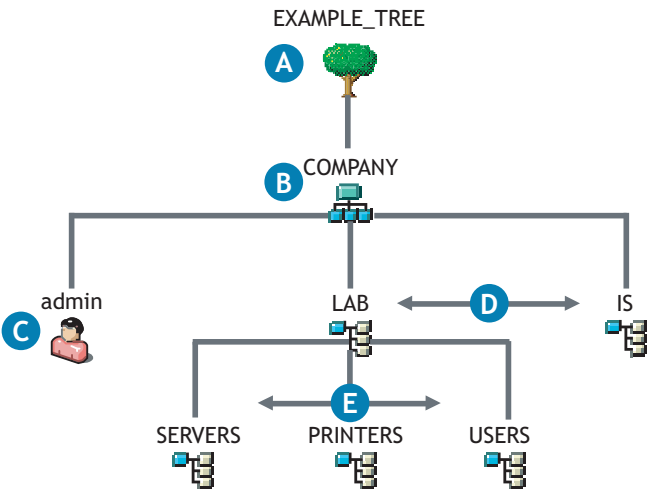 EXAMPLE_TREE
A
COMPANY
B
admin
LAB
D
IS
C
E
SERVERS
PRINTERS
USERS